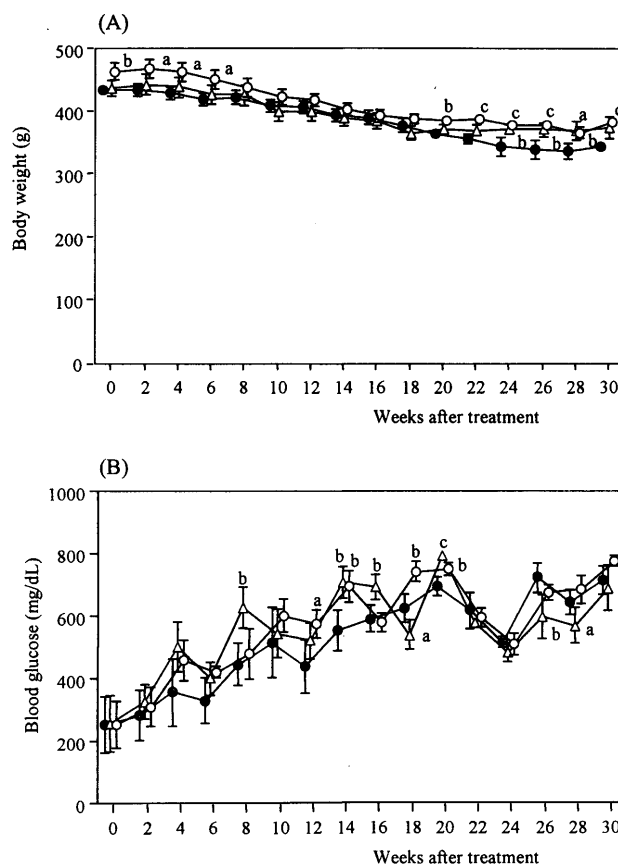 (A)
500
400
300
200
100
0
Body weight (g)
b a a a b c c c a c
b b b
0 2 4 6 8 10 12 14 16 18 20 22 24 26 28 30
Weeks after treatment
(B)
1000
800
600
400
200
0
Blood glucose (mg/dL)
b a b b b b a c b b a
0 2 4 6 8 10 12 14 16 18 20 22 24 26 28 30
Weeks after treatment